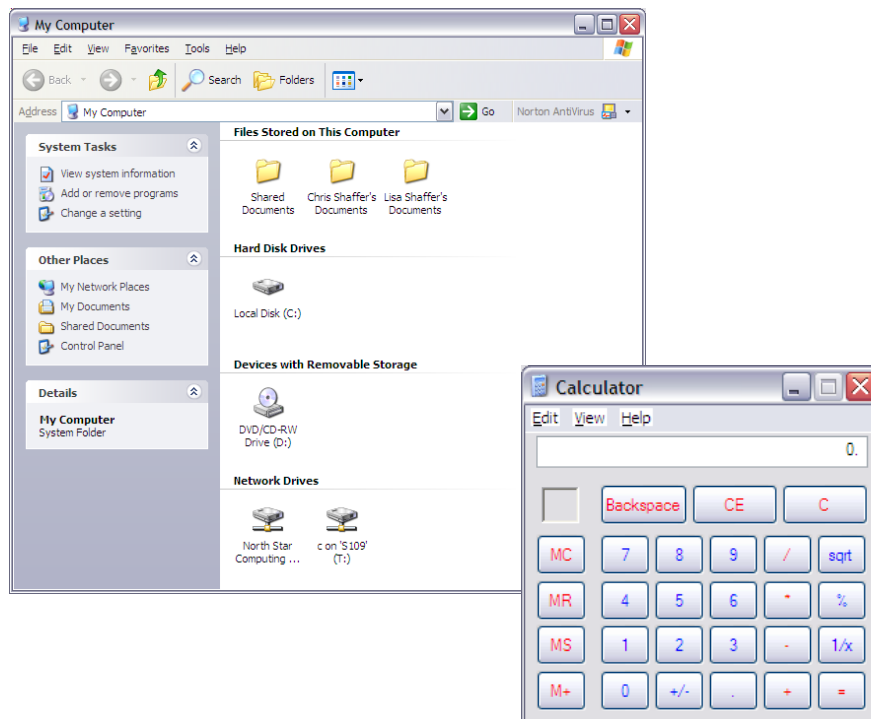 My Computer
File Edit View Favorites Tools Help
Back Search Folders
Address My Computer Go Norton AntiVirus
System Tasks
View system information
Add or remove programs
Change a setting
Other Places
My Network Places
My Documents
Shared Documents
Control Panel
Details
My Computer
System Folder
Files Stored on This Computer
Shared Documents
Chris Shaffer's Documents
Lisa Shaffer's Documents
Hard Disk Drives
Local Disk (C:)
Devices with Removable Storage
DVD/CD-RW
Drive (D:)
Network Drives
North Star
Computing ...
c on 'S109'
(T:)
Calculator
Edit View Help
0.
Backspace CE C
MC 7 8 9 / sqrt
MR 4 5 6 * %
MS 1 2 3 - 1/x
M+ 0 +/- . + =